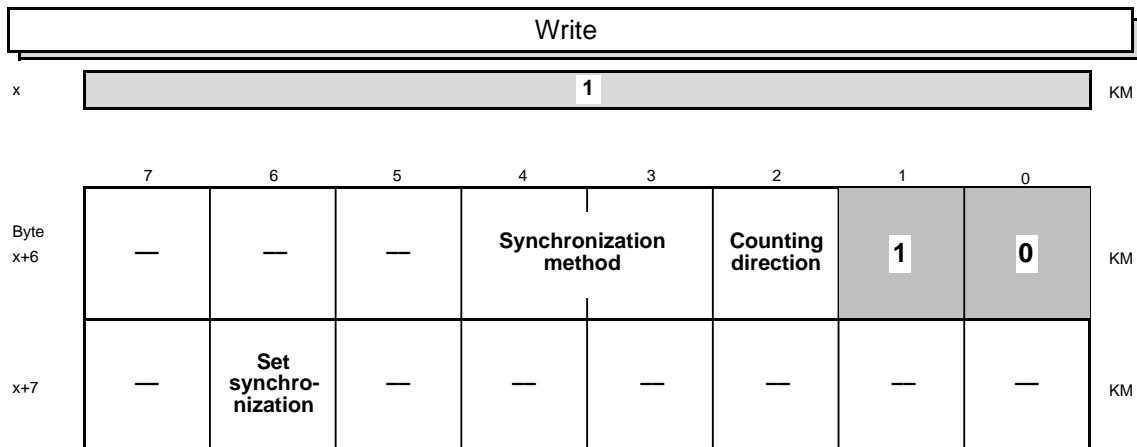 Write
x 1 KM
7 6 5 4 3 2 1 0
Byte
x+6 — — — Synchronization method Counting direction 1 0 KM
x+7 — Set synchro-nization — — — — — — KM